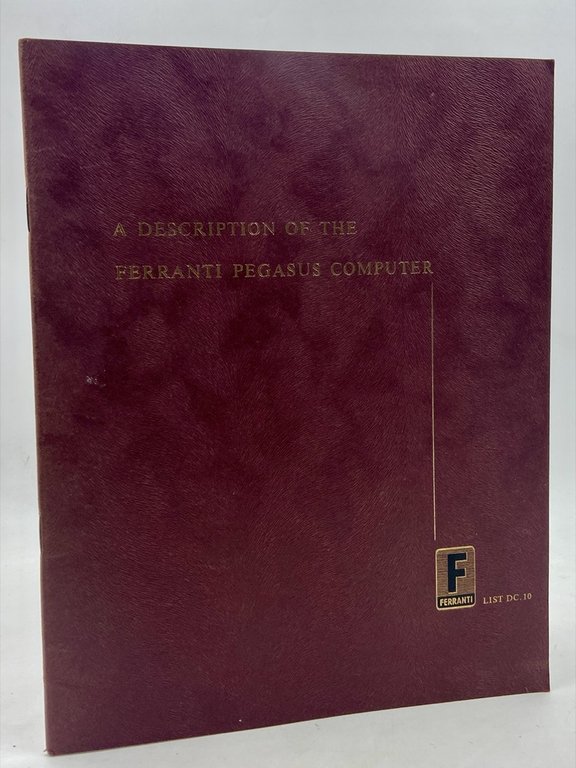 A DESCRIPTION OF THE
FERRANTI PEGASUS COMPUTER
F
FERRANTI
LIST DC.10